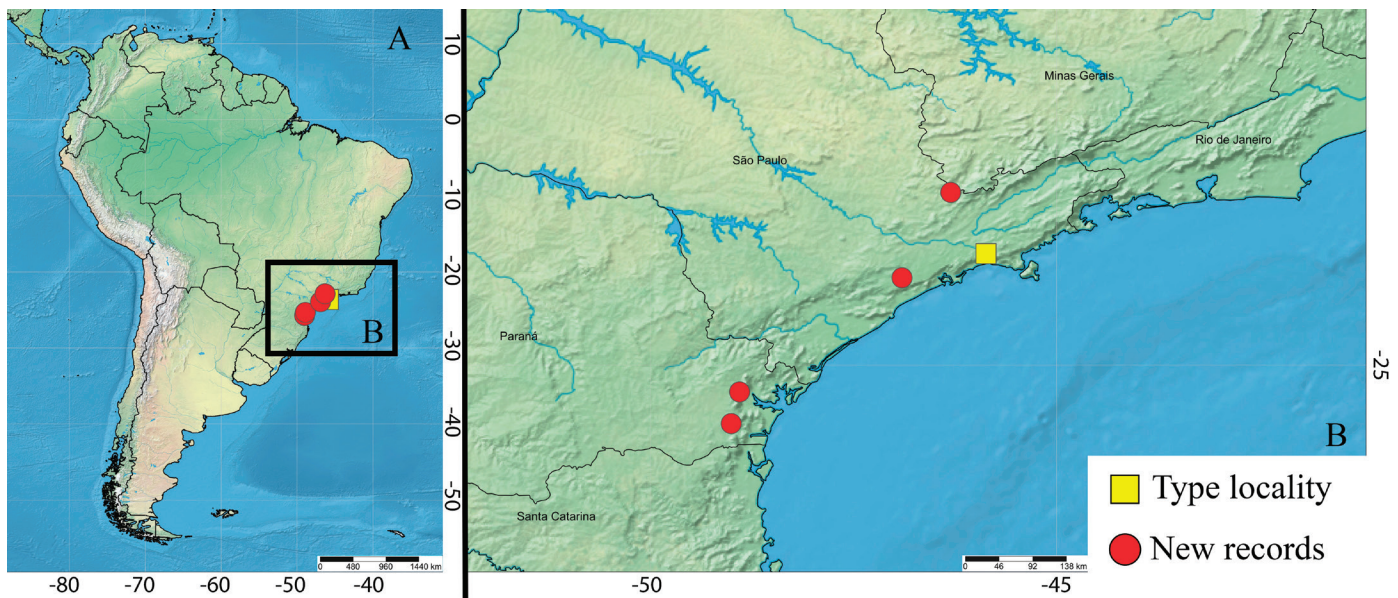 A
10
0
-10
-20
-30
-40
-50
B
0 480 960 1440 km
-80 -70 -60 -50 -40
Minas Gerais
Rio de Janeiro
São Paulo
Paraná
Santa Catarina
-25
B
Type locality
New records
0 46 92 138 km
-50 -45